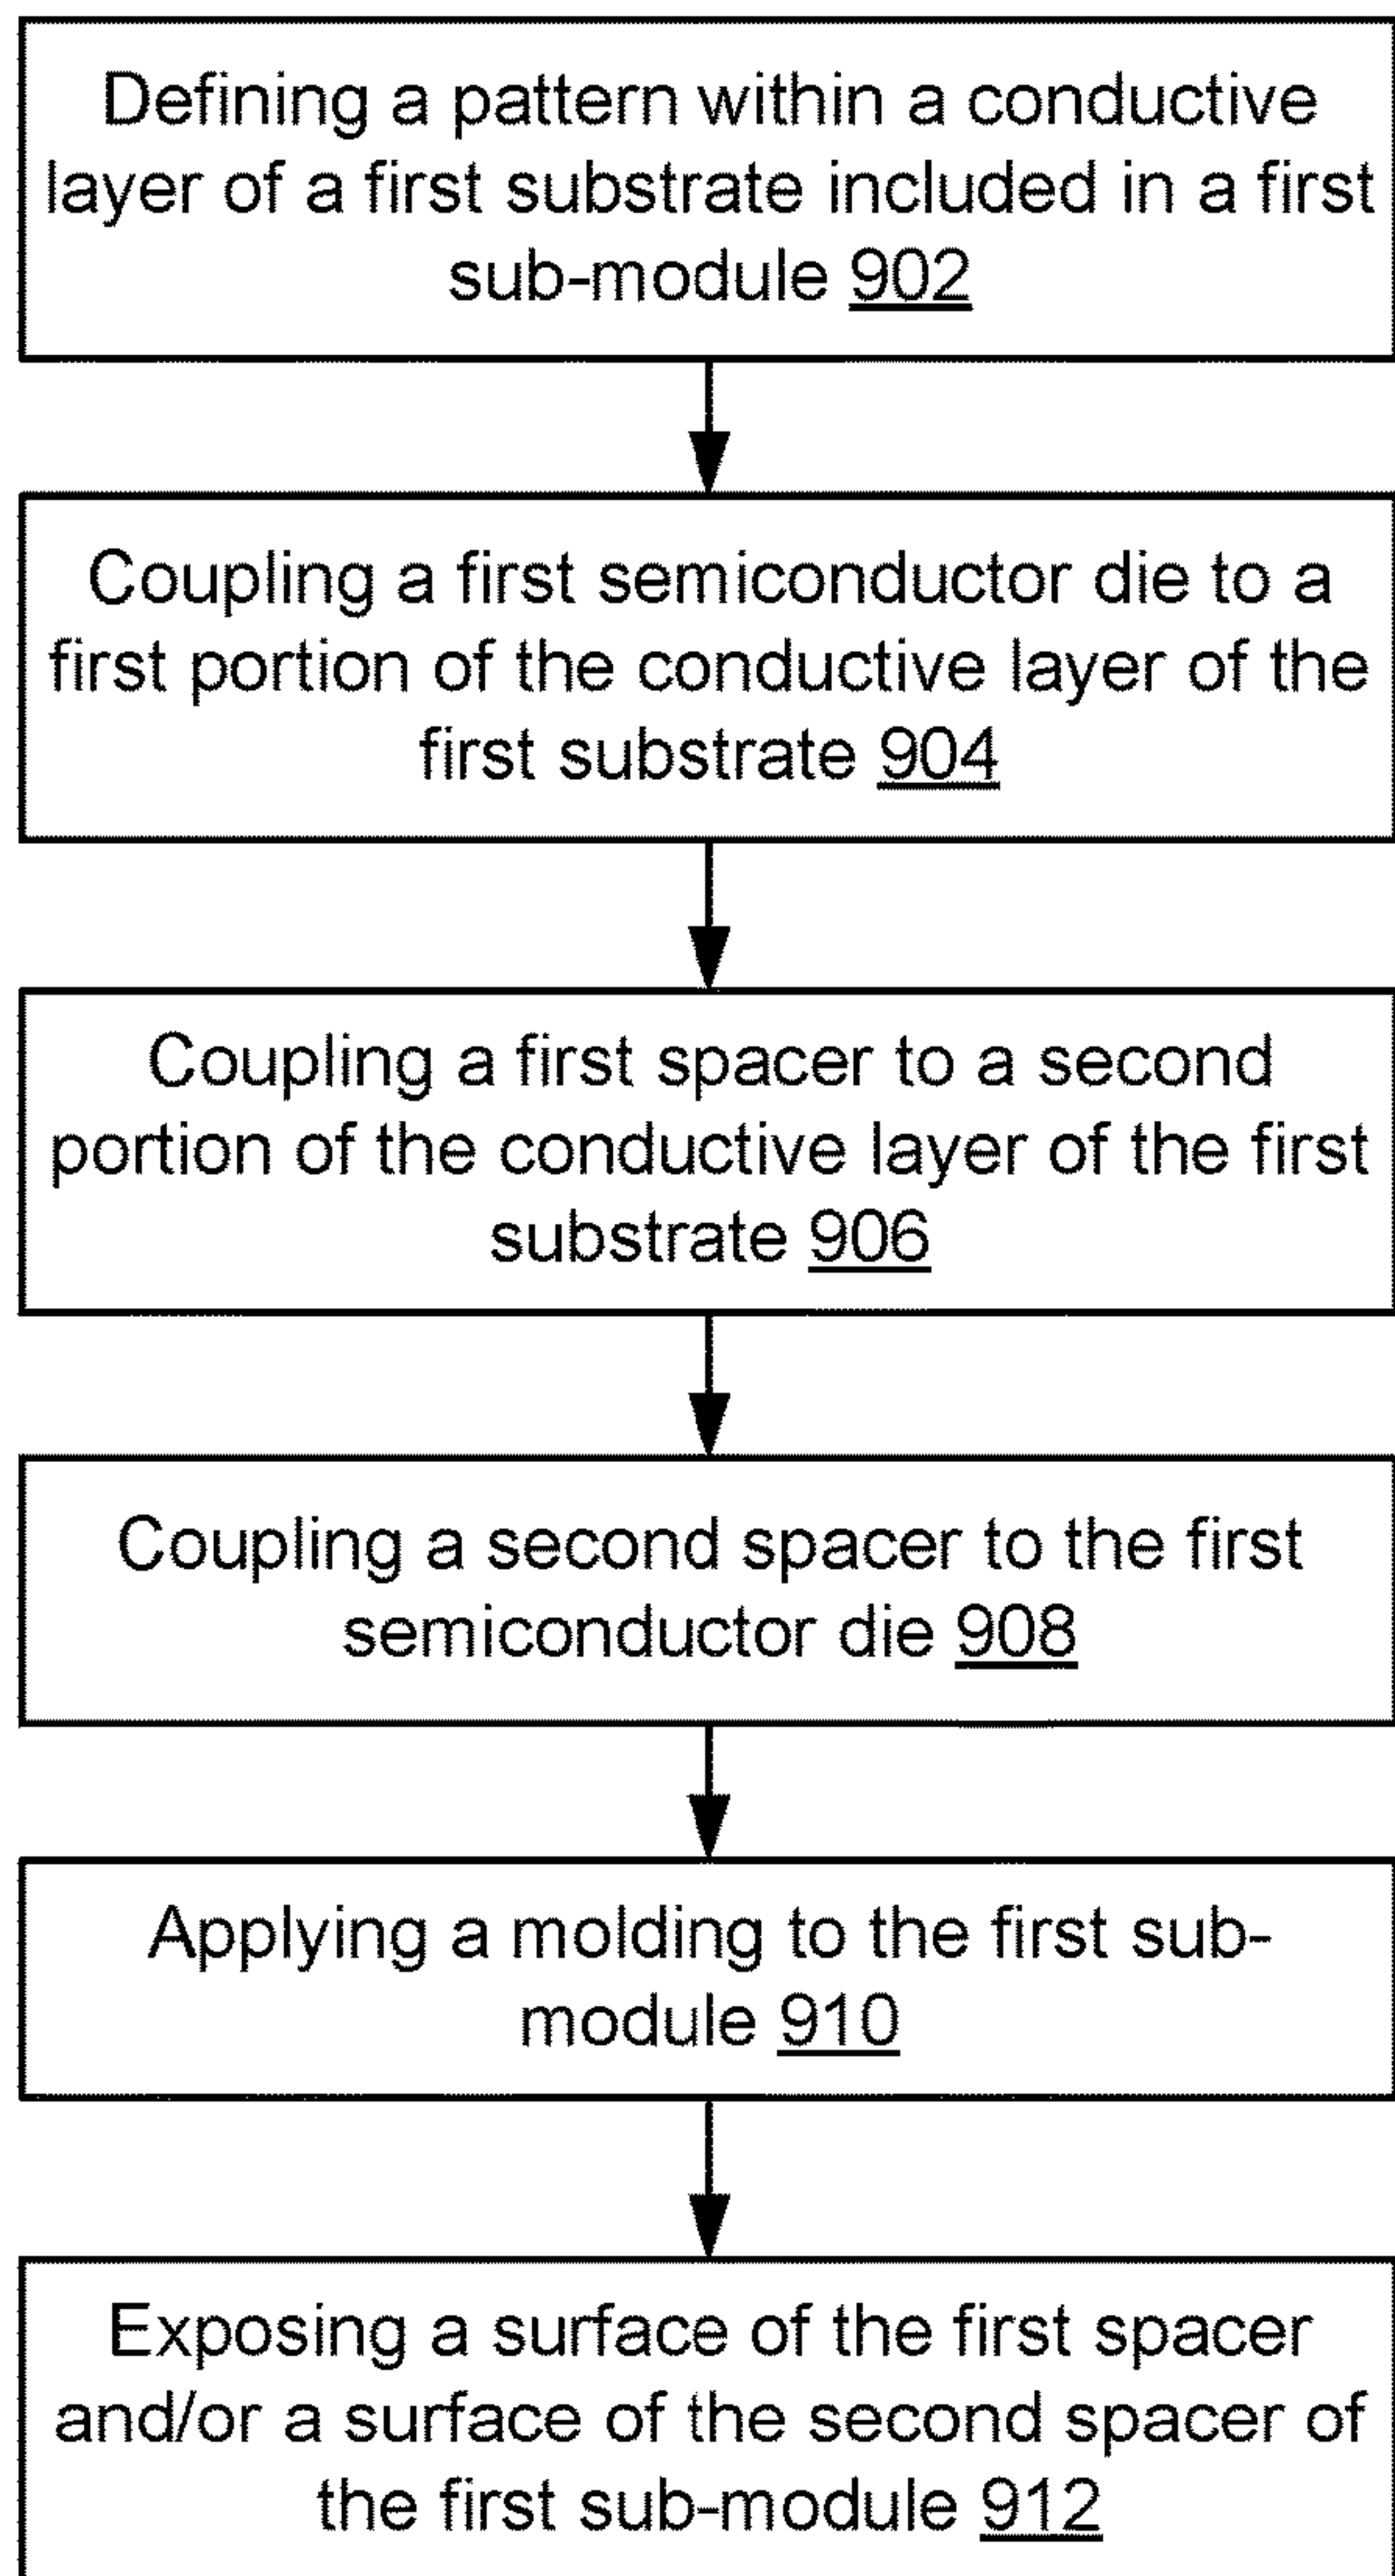 Defining a pattern within a conductive
layer of a first substrate included in a first
sub-module 902
Coupling a first semiconductor die to a
first portion of the conductive layer of the
first substrate 904
Coupling a first spacer to a second
portion of the conductive layer of the first
substrate 906
Coupling a second spacer to the first
semiconductor die 908
Applying a molding to the first sub-
module 910
Exposing a surface of the first spacer
and/or a surface of the second spacer of
the first sub-module 912